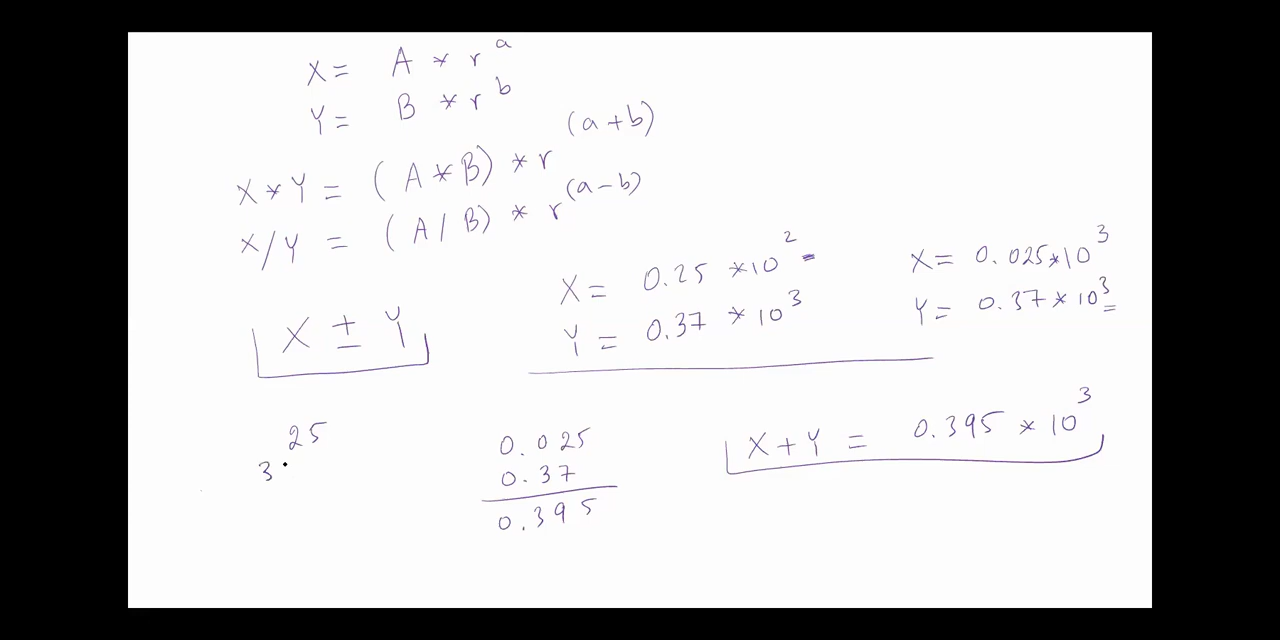 X = A * r^a
Y = B * r^b
X * Y = (A * B) * r^(a+b)
X / Y = (A / B) * r^(a-b)
X ± Y
X = 0.25 * 10^2
Y = 0.37 * 10^3
X = 0.025 * 10^3
Y = 0.37 * 10^3
25
3
0.025
0.37
0.395
X + Y = 0.395 * 10^3